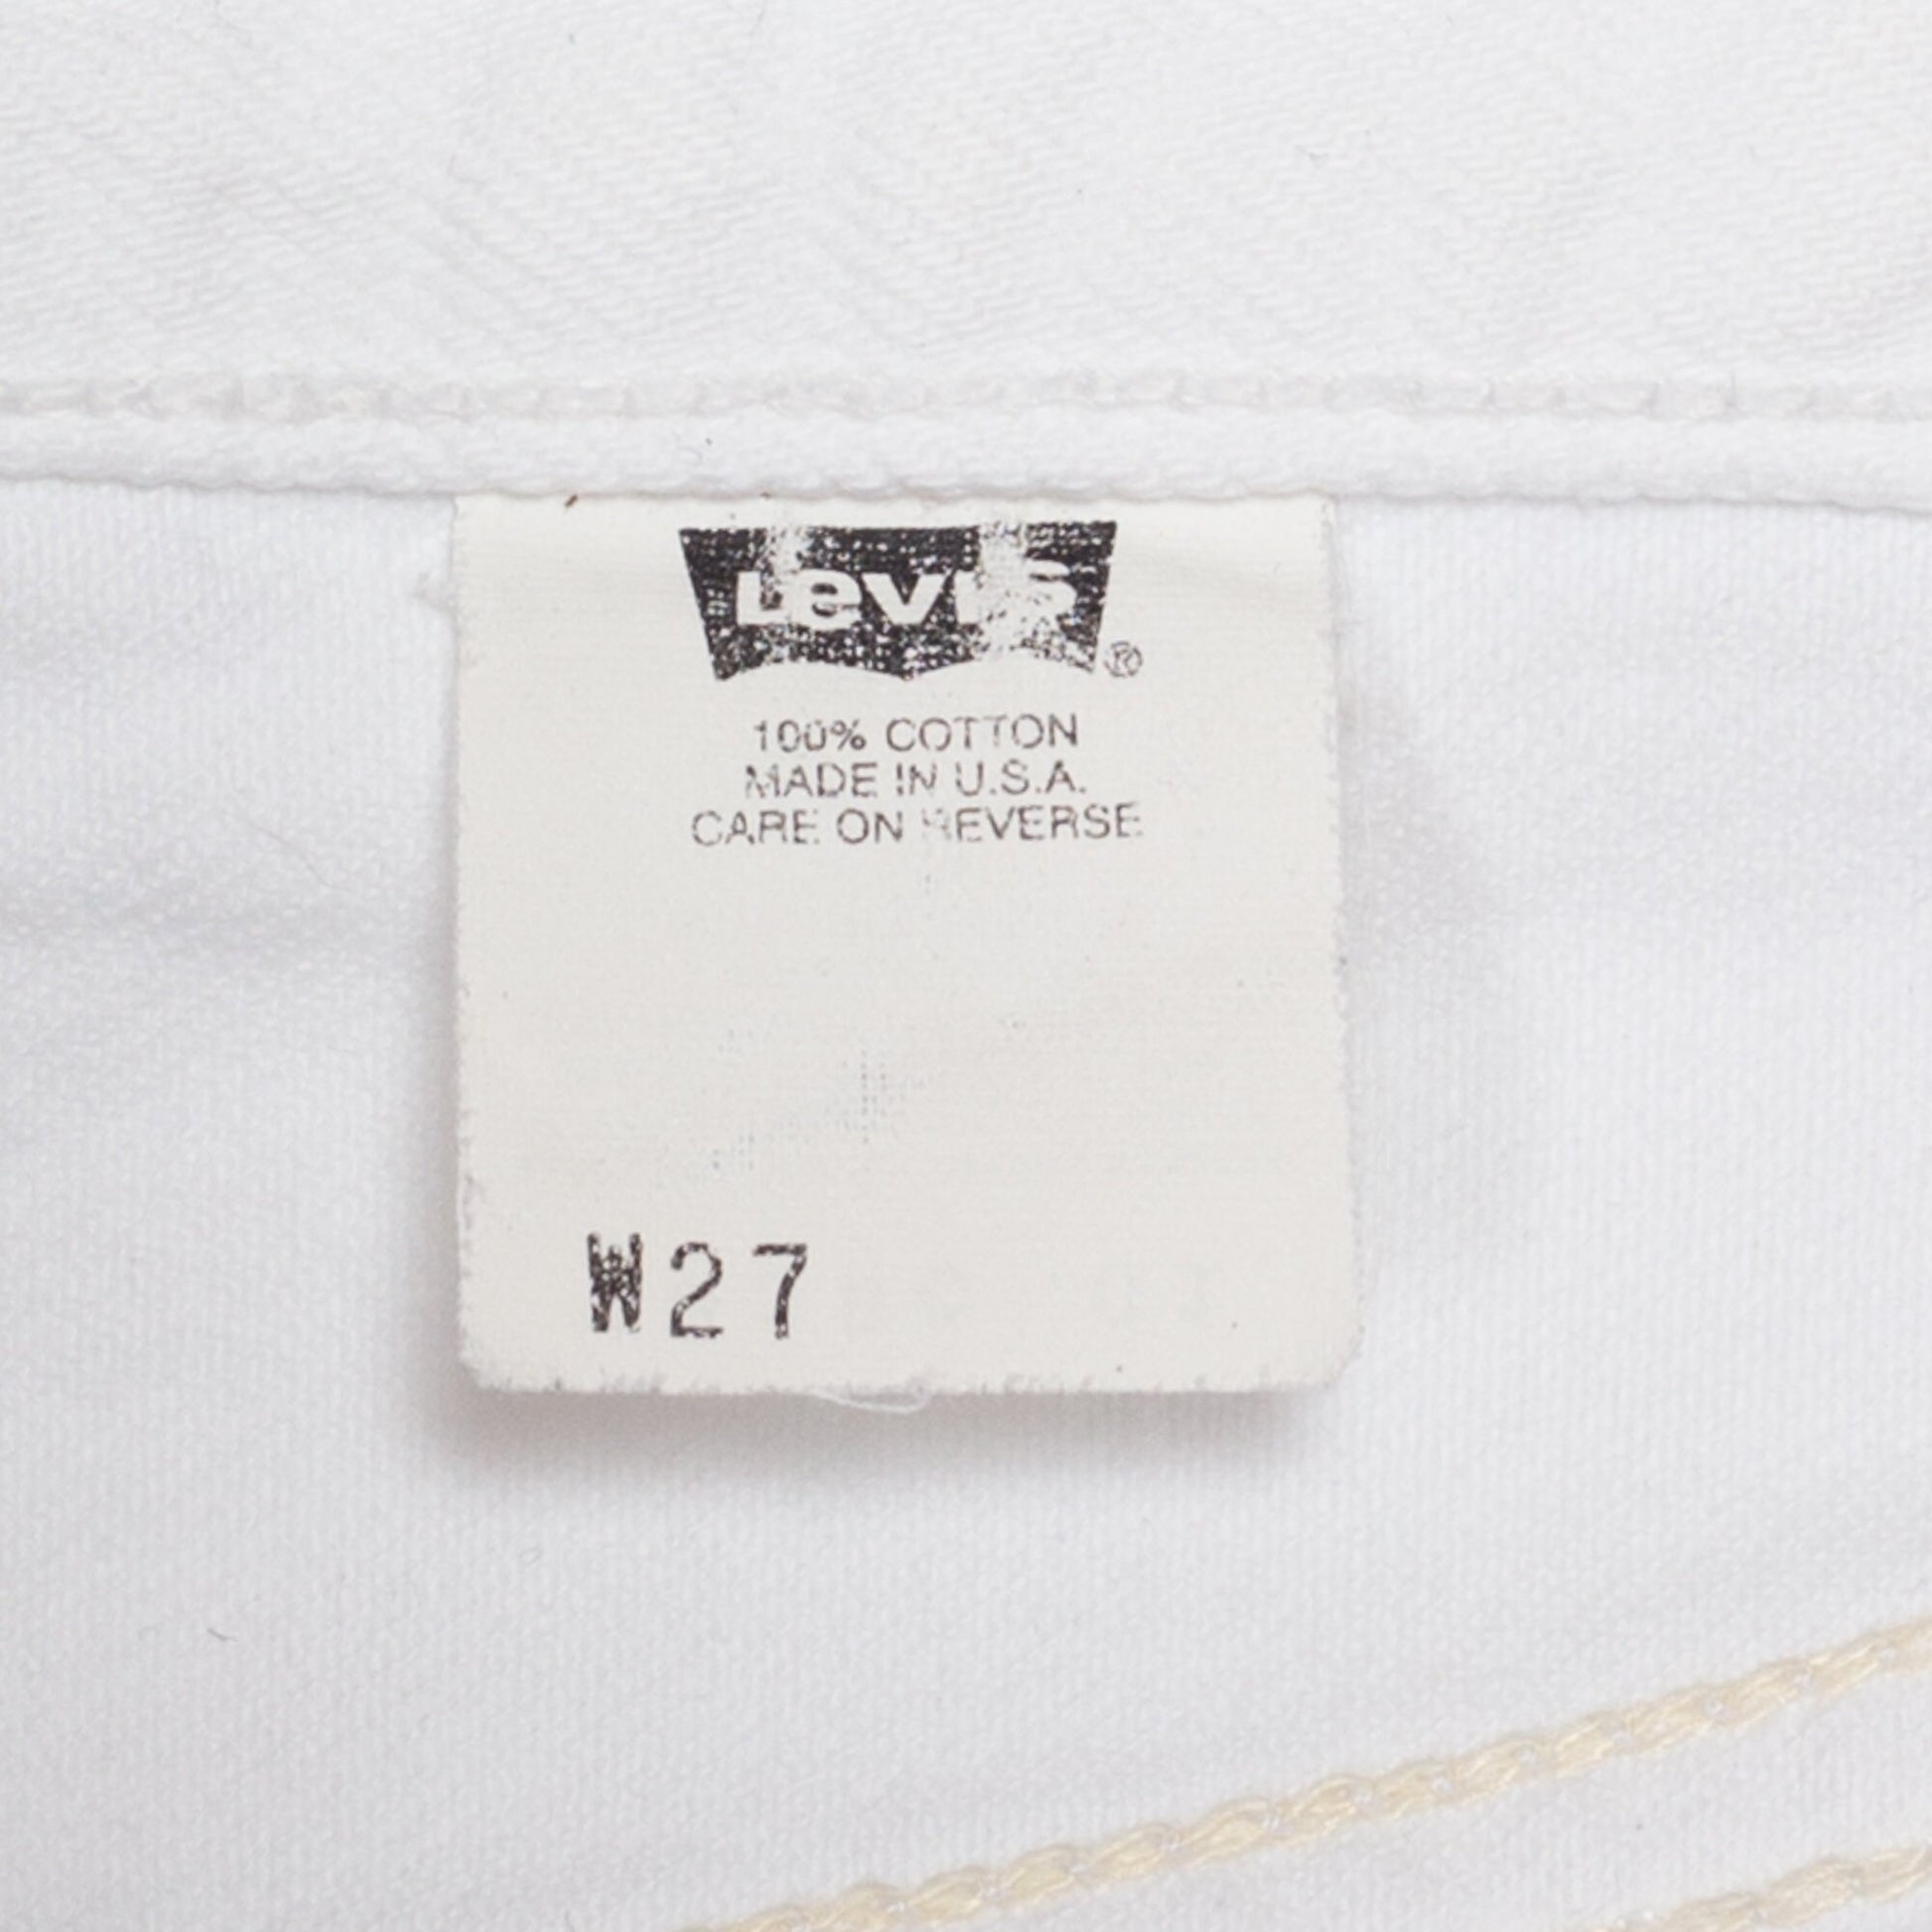 Levi's®
100% COTTON
MADE IN U.S.A.
CARE ON REVERSE
W27